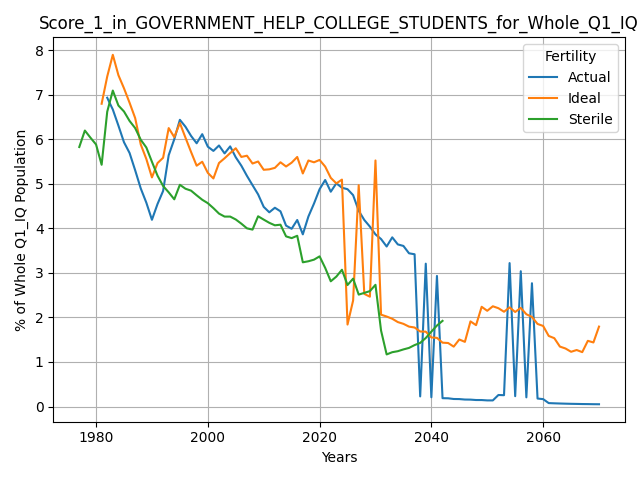 Score_1_in_GOVERNMENT_HELP_COLLEGE_STUDENTS_for_Whole_Q1_IQ
Fertility
Actual
Ideal
Sterile
% of Whole Q1_IQ Population
8
7
6
5
4
3
2
1
0
1980 2000 2020 2040 2060
Years